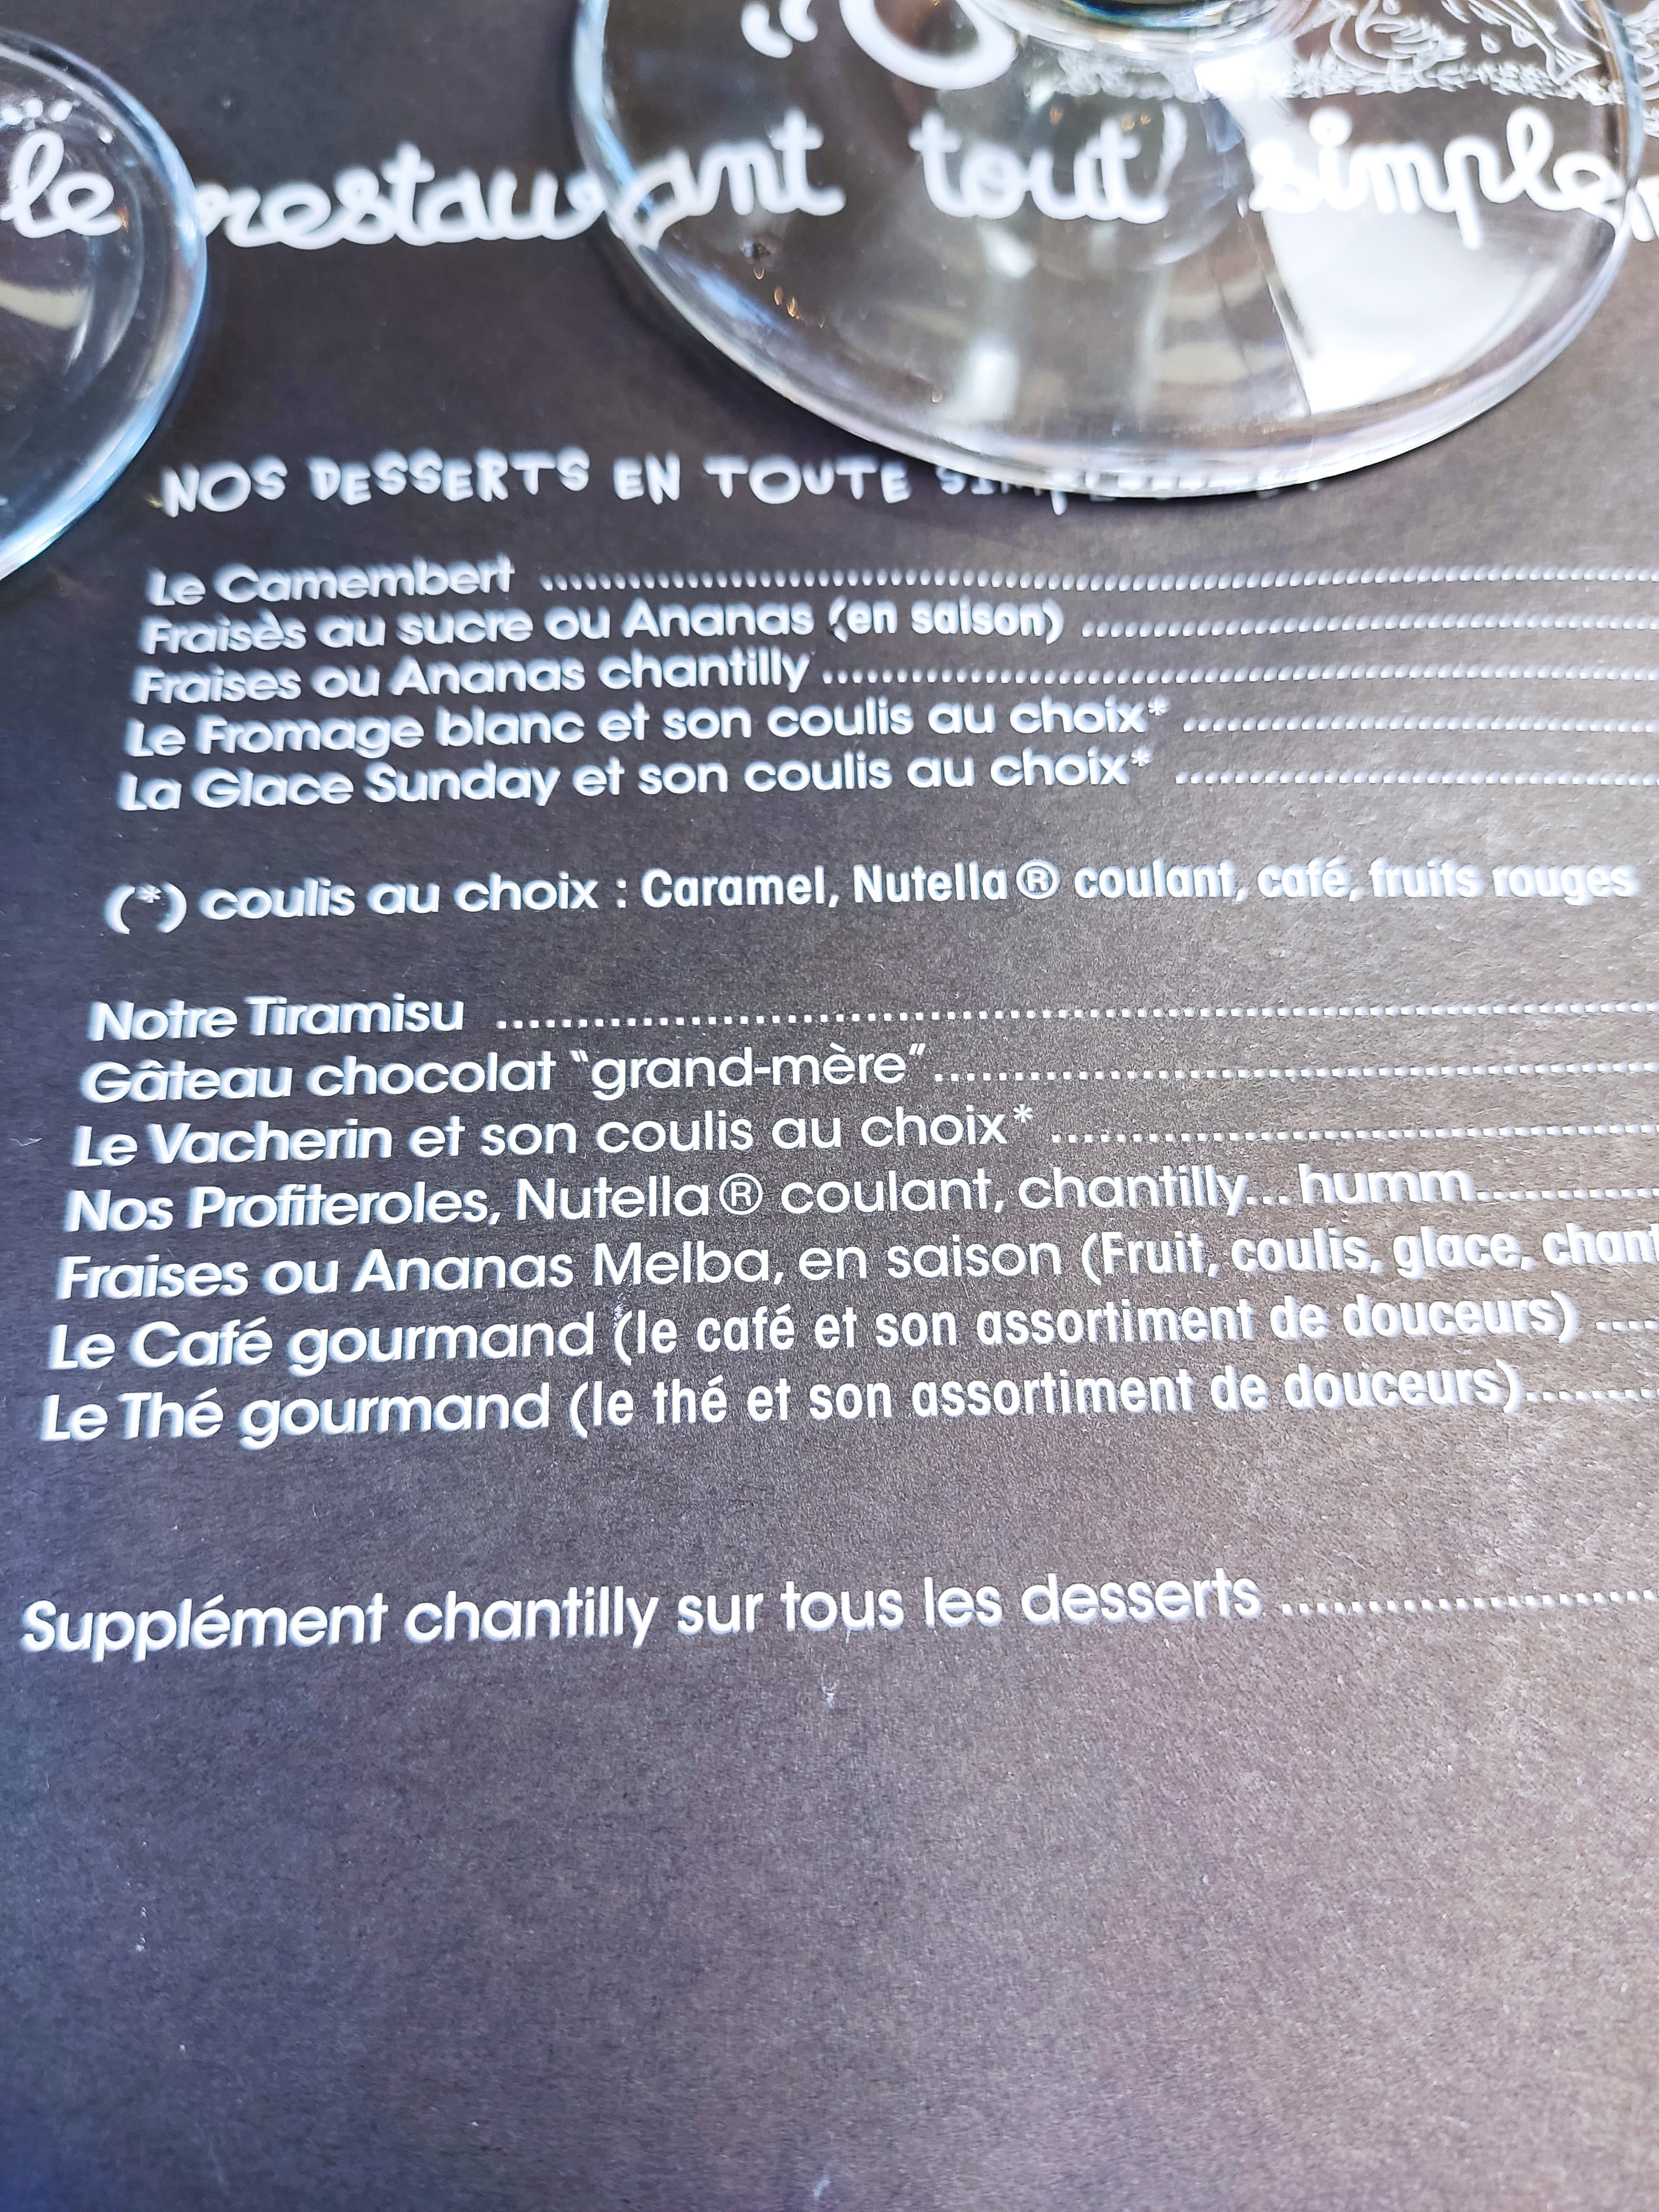 le restaurant tout simplem
NOS DESSERTS EN TOUTE
Le Camembert
Fraises au sucre ou Ananas (en saison)
Fraises ou Ananas chantilly
Le Fromage blanc et son coulis au choix*
La Glace Sunday et son coulis au choix*
(*) coulis au choix : Caramel, Nutella® coulant, café, fruits rouges
Notre Tiramisu
Gâteau chocolat "grand-mère"
Le Vacherin et son coulis au choix*
Nos Profiteroles, Nutella® coulant, chantilly... humm
Fraises ou Ananas Melba, en saison (Fruit, coulis, glace, chant
Le Café gourmand (le café et son assortiment de douceurs)
Le Thé gourmand (le thé et son assortiment de douceurs)
Supplément chantilly sur tous les desserts